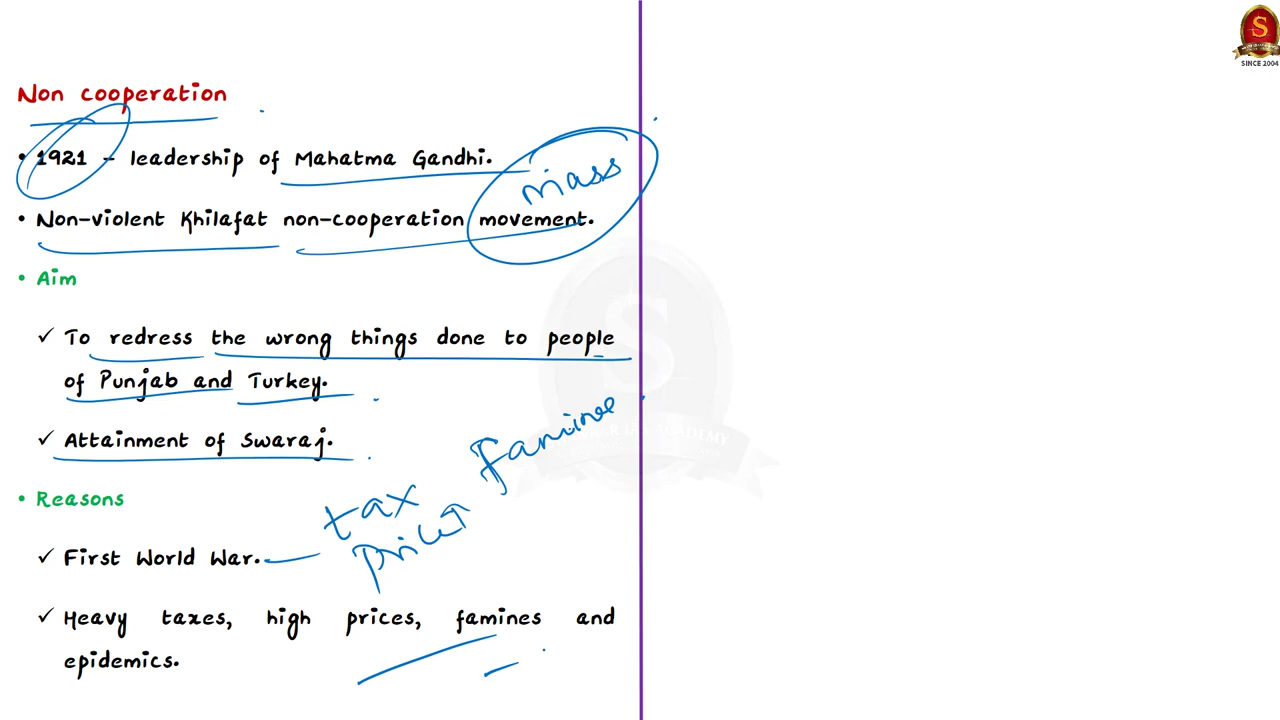 SINCE 2004
Non cooperation
• 1921 - leadership of Mahatma Gandhi.
mass
• Non-violent Khilafat non-cooperation movement.
• Aim
✓ To redress the wrong things done to people
of Punjab and Turkey.
famine
✓ Attainment of Swaraj.
• Reasons
tax
price↑
✓ First World War.
✓ Heavy taxes, high prices, famines and
epidemics.